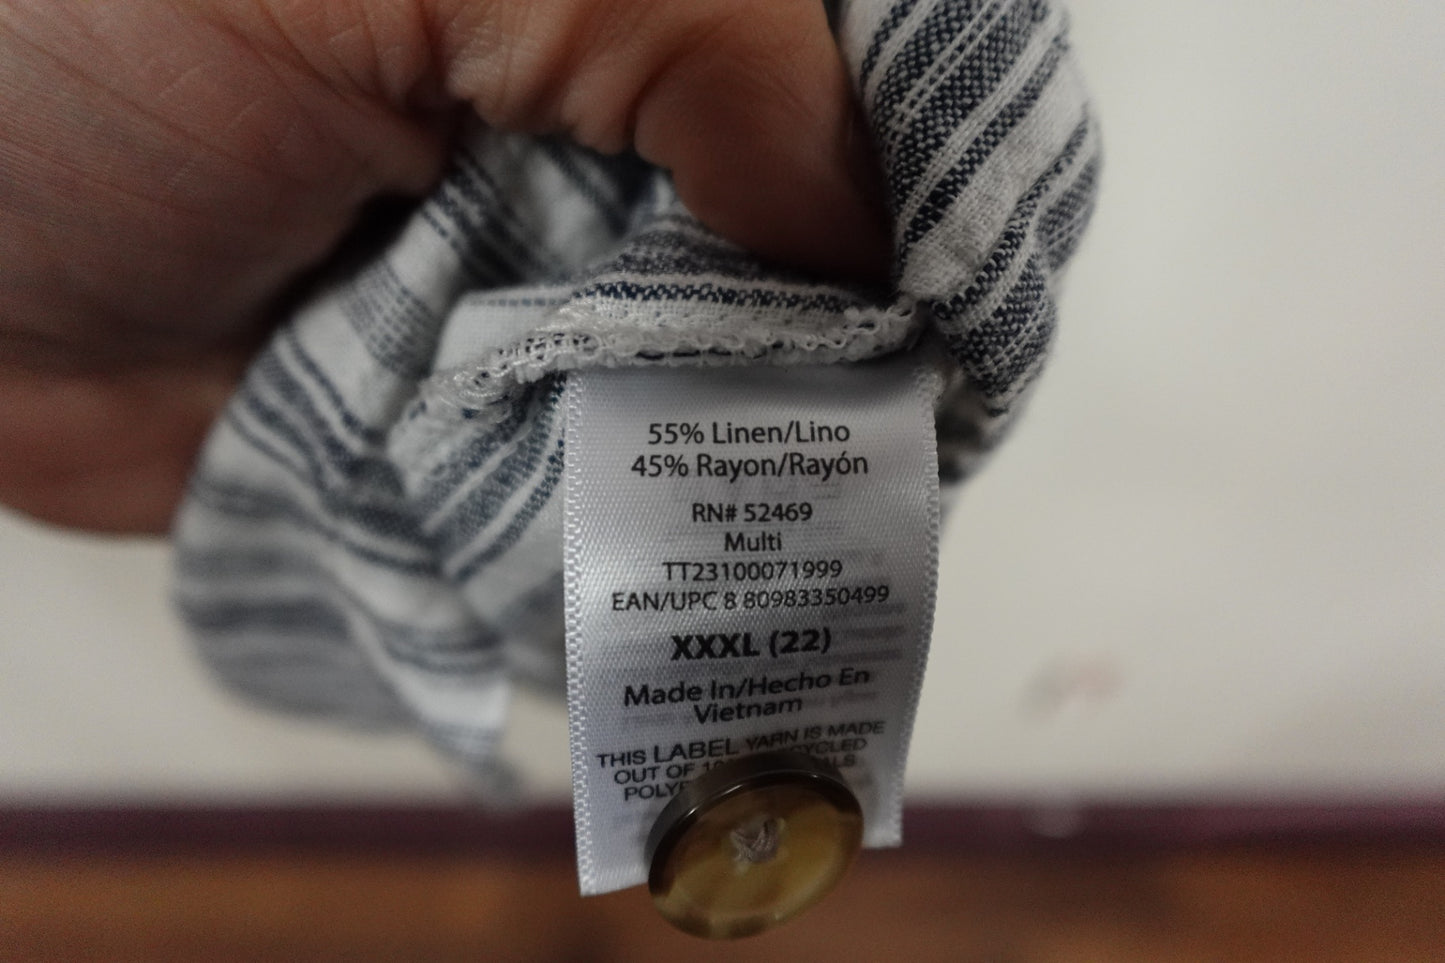 55% Linen/Lino
45% Rayon/Rayón
RN# 52469
Multi
TT23100071999
EAN/UPC 8 80983350499
XXXL (22)
Made In/Hecho En
Vietnam
THIS LABEL YARN IS MADE
OUT OF